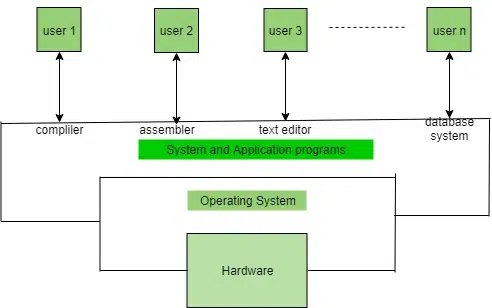 user 1
user 2
user 3
user n
compliler
assembler
text editor
database
system
System and Application programs
Operating System
Hardware